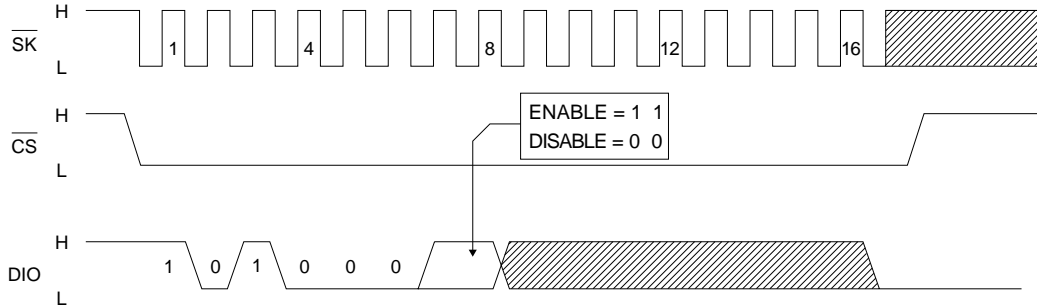 H
SK
L
1 4 8 12 16
H
CS
L
ENABLE = 1 1
DISABLE = 0 0
H
DIO
L
1 0 1 0 0 0